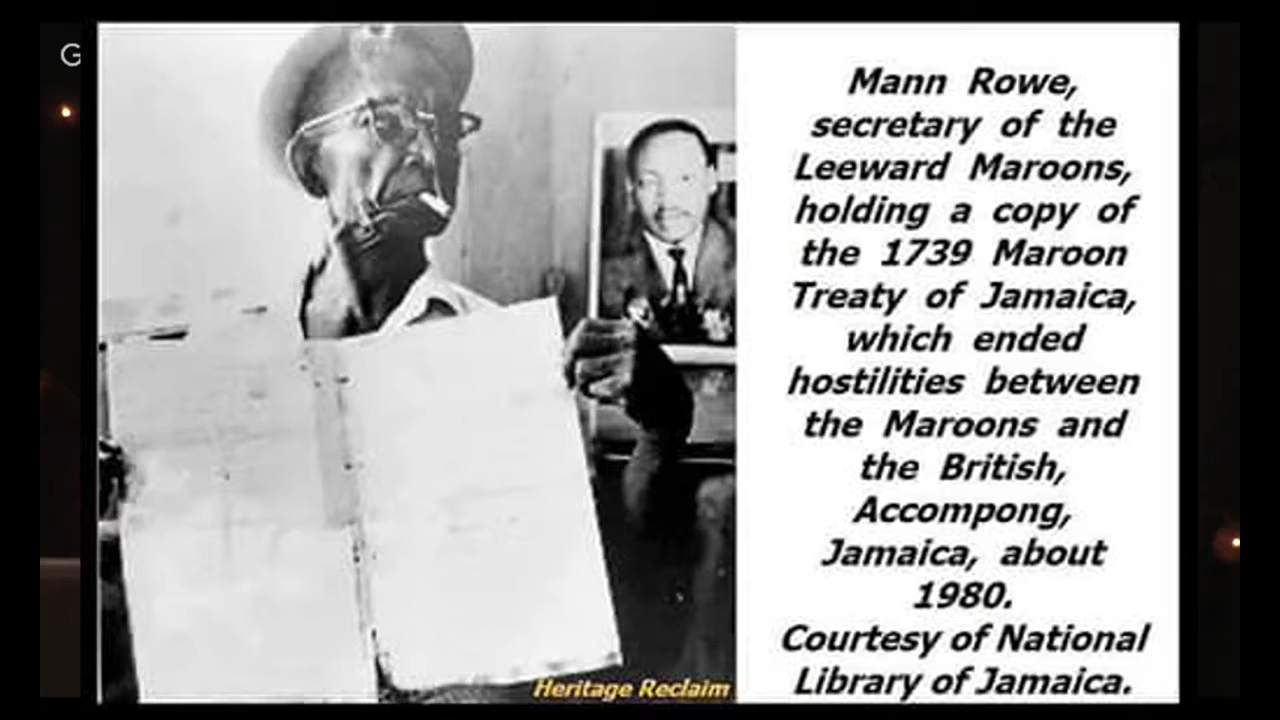 G
Mann Rowe,
secretary of the
Leeward Maroons,
holding a copy of
the 1739 Maroon
Treaty of Jamaica,
which ended
hostilities between
the Maroons and
the British,
Accompong,
Jamaica, about
1980.
Courtesy of National
Library of Jamaica.
Heritage Reclaim